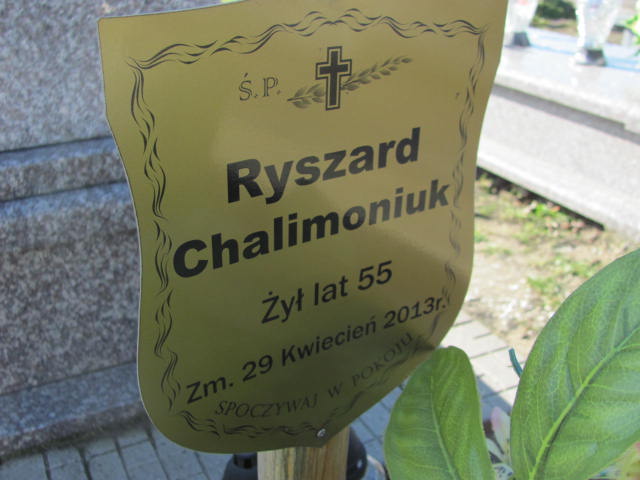 Ś.P.
Ryszard
Chalimoniuk
Żył lat 55
Zm. 29 Kwiecień 2013r.
SPOCZYWAJ W POKOJU